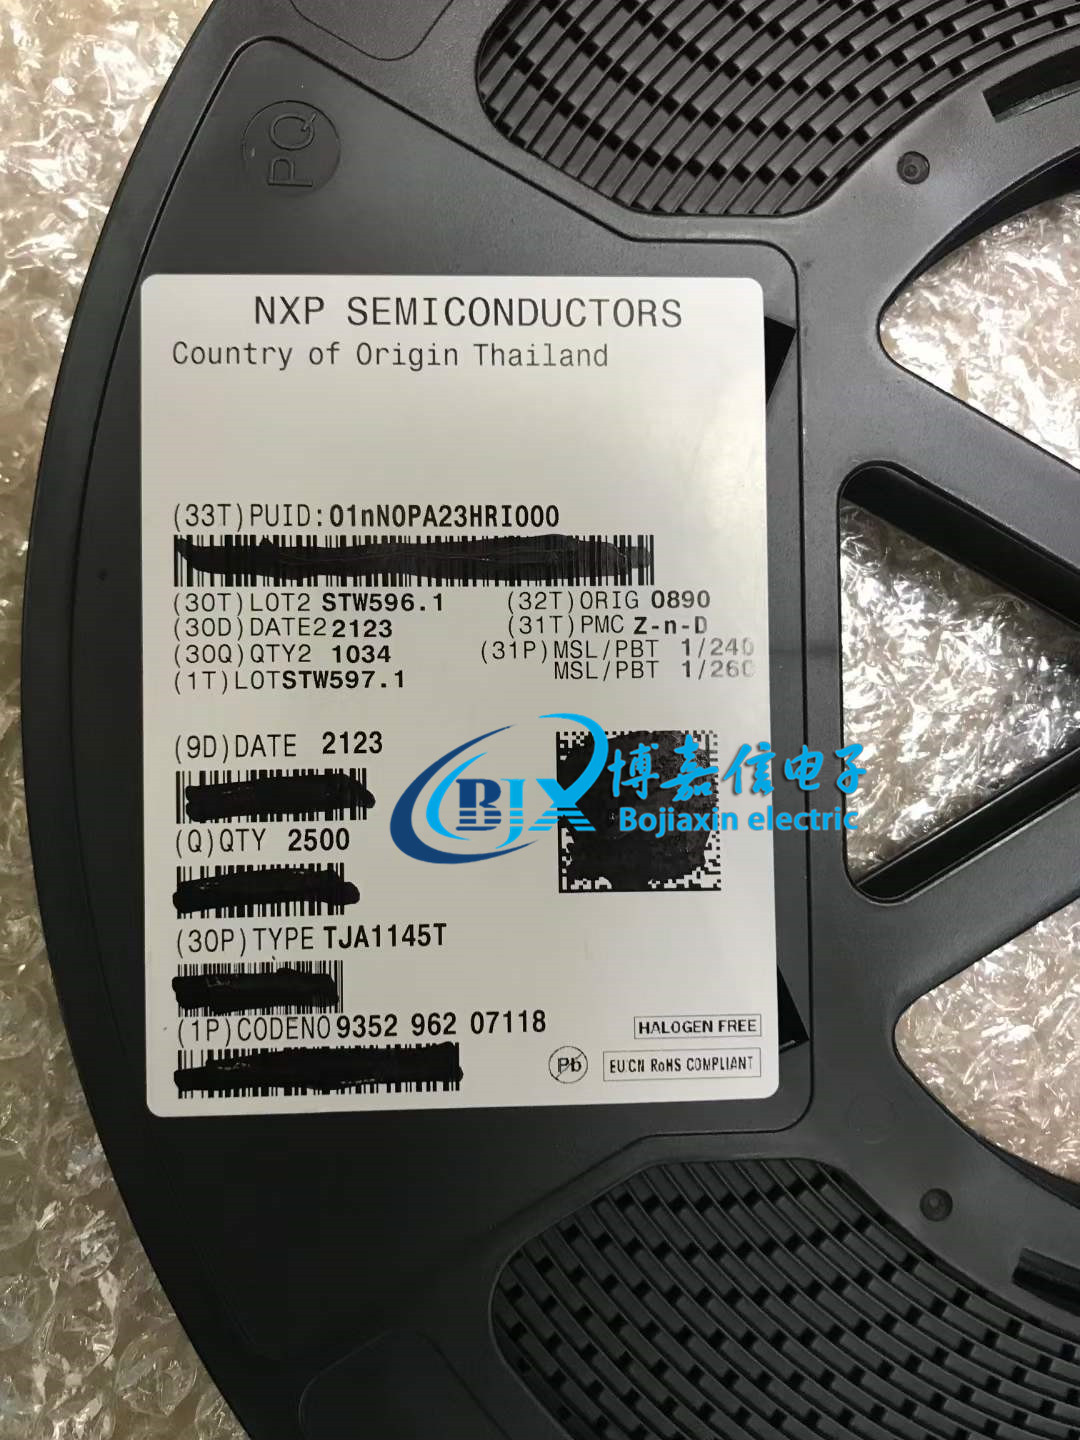 PQ
NXP SEMICONDUCTORS
Country of Origin Thailand
(33T)PUID:01nN0PA23HRI000
(30T)LOT2 STW596.1 (32T)ORIG 0890
(30D)DATE2 2123 (31T)PMC Z-n-D
(30Q)QTY2 1034 (31P)MSL/PBT 1/240
MSL/PBT 1/260
(1T)LOT STW597.1
(9D)DATE 2123
BJX 博嘉信电子
Bojiaxin electric
(Q)QTY 2500
(30P)TYPE TJA1145T
(1P)CODENO 9352 962 07118
HALOGEN FREE
Pb
EU.CN RoHS COMPLIANT